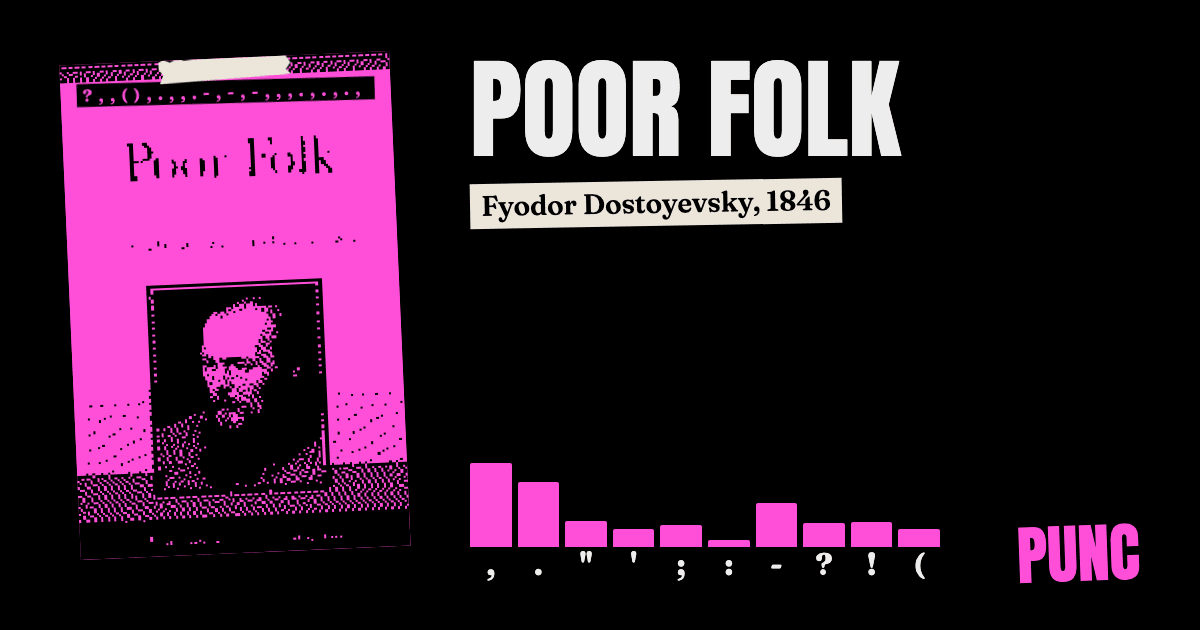 ?,,(),.,,.-,-,-,,,.,.,.,
Poor Folk
POOR FOLK
Fyodor Dostoyevsky, 1846
, . " ' ; : - ? ! (
PUNC